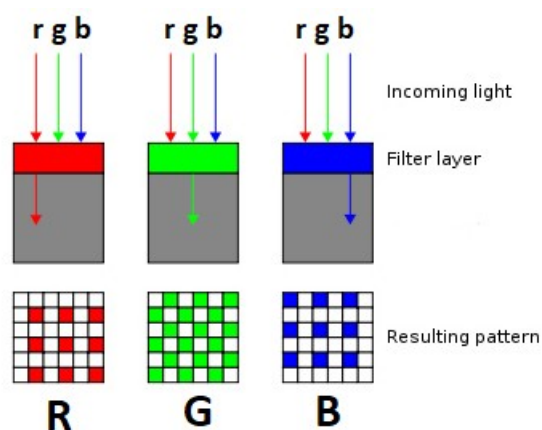 r g b
r g b
r g b
Incoming light
Filter layer
Resulting pattern
R
G
B